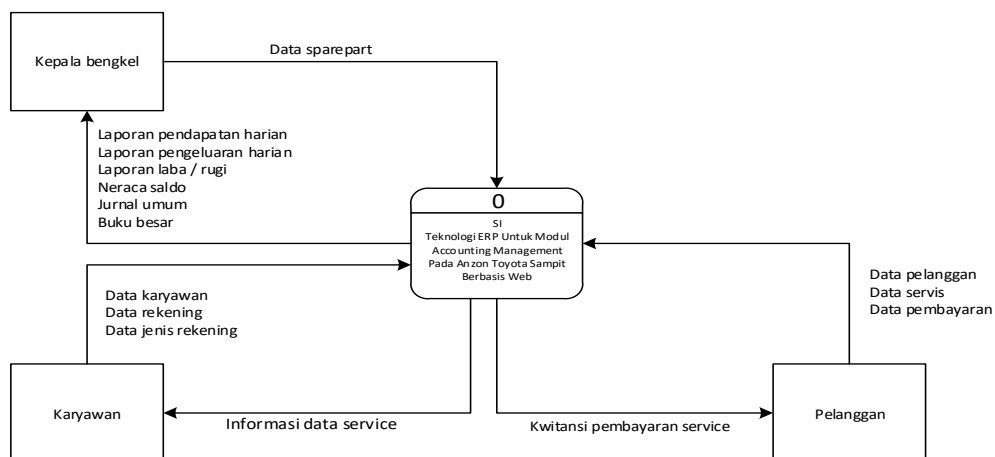 Kepala bengkel
Data sparepart
Laporan pendapatan harian
Laporan pengeluaran harian
Laporan laba / rugi
Neraca saldo
Jurnal umum
Buku besar
0
SI
Teknologi ERP Untuk Modul
Accounting Management
Pada Anzon Toyota Sampit
Berbasis Web
Data pelanggan
Data servis
Data pembayaran
Data karyawan
Data rekening
Data jenis rekening
Karyawan
Informasi data service
Kwitansi pembayaran service
Pelanggan